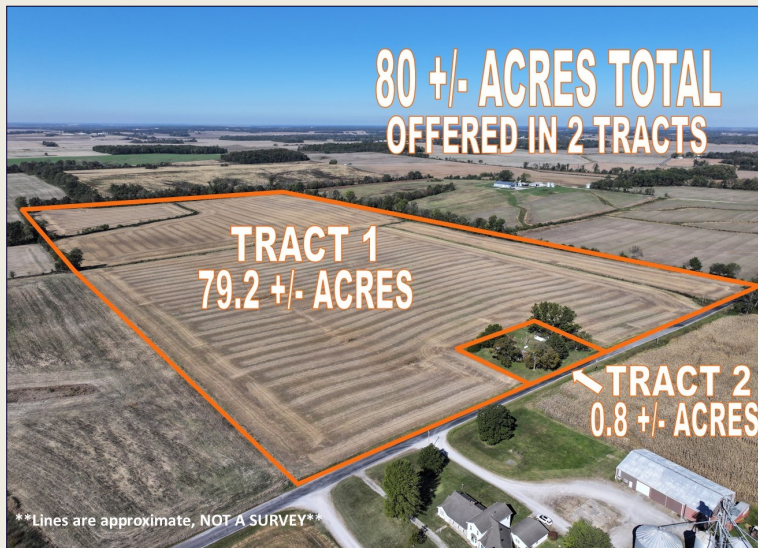 80 +/- ACRES TOTAL
OFFERED IN 2 TRACTS
TRACT 1
79.2 +/- ACRES
TRACT 2
0.8 +/- ACRES
**Lines are approximate, NOT A SURVEY**